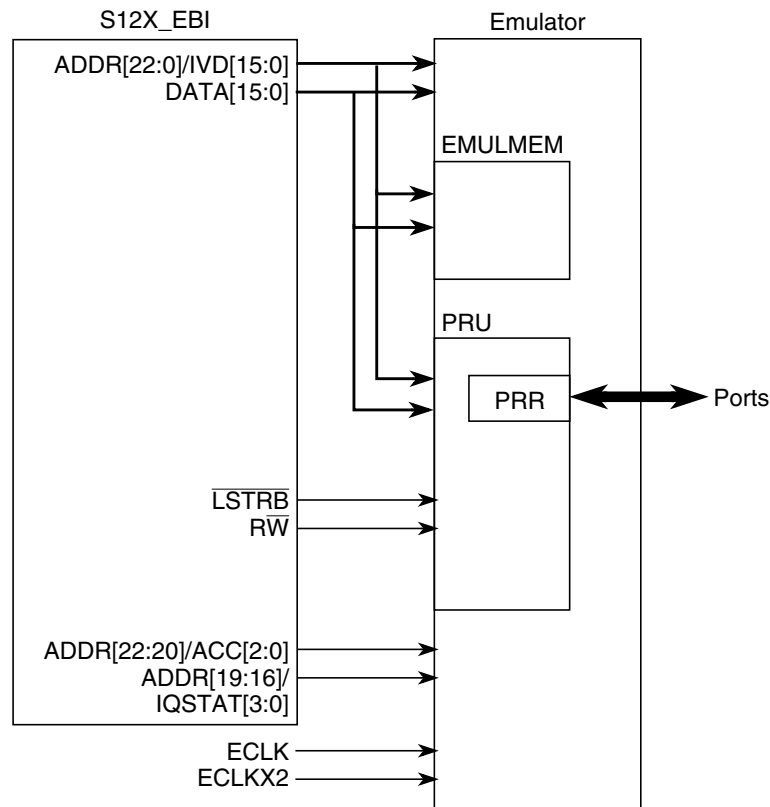 S12X_EBI
Emulator
ADDR[22:0]/IVD[15:0]
DATA[15:0]
EMULMEM
PRU
PRR
Ports
LSTRB
RW
ADDR[22:20]/ACC[2:0]
ADDR[19:16]/
IQSTAT[3:0]
ECLK
ECLKX2